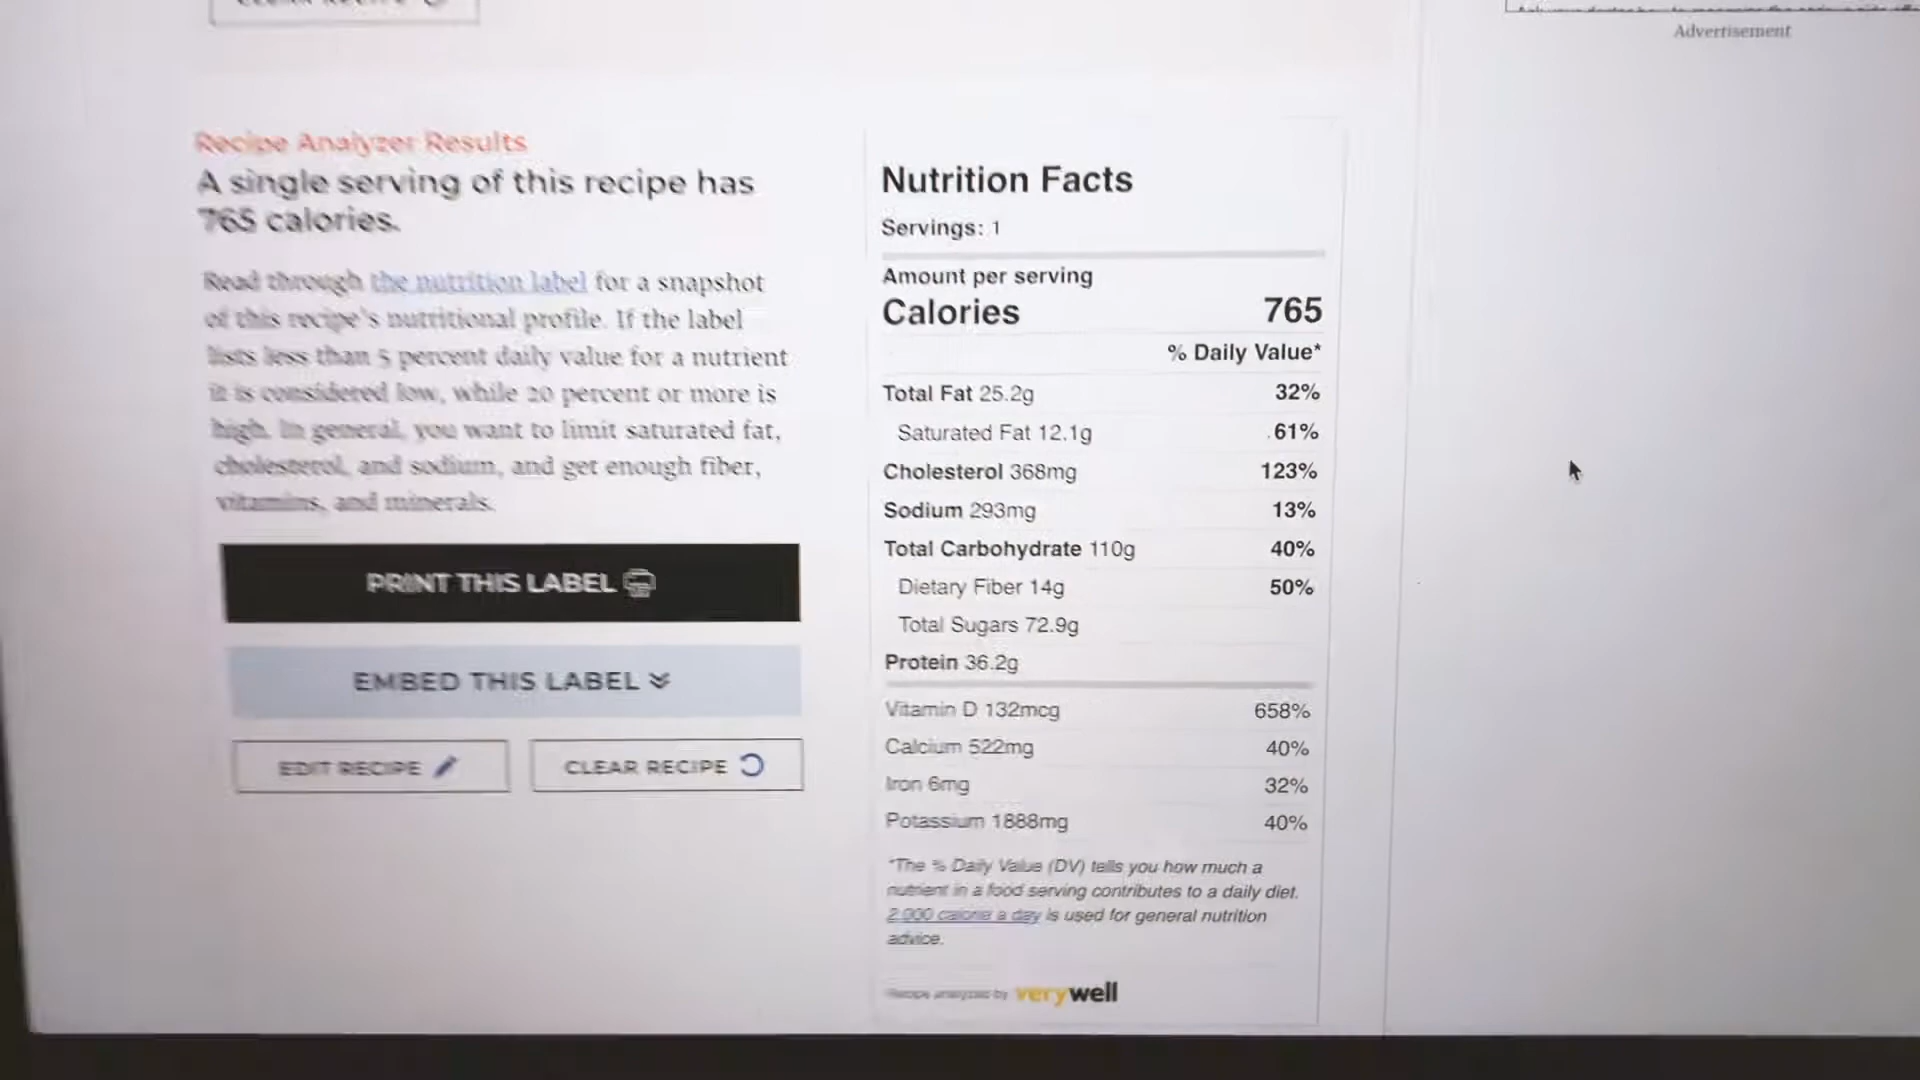 Advertisement
Recipe Analyzer Results
A single serving of this recipe has
765 calories.
Read through the nutrition label for a snapshot
of this recipe's nutritional profile. If the label
lists less than 5 percent daily value for a nutrient
it is considered low, while 20 percent or more is
high. In general, you want to limit saturated fat,
cholesterol, and sodium, and get enough fiber,
vitamins, and minerals.
PRINT THIS LABEL
EMBED THIS LABEL
EDIT RECIPE
CLEAR RECIPE
Nutrition Facts
Servings: 1
Amount per serving
Calories 765
% Daily Value*
Total Fat 25.2g 32%
Saturated Fat 12.1g 61%
Cholesterol 368mg 123%
Sodium 293mg 13%
Total Carbohydrate 110g 40%
Dietary Fiber 14g 50%
Total Sugars 72.9g
Protein 36.2g
Vitamin D 132mcg 658%
Calcium 522mg 40%
Iron 6mg 32%
Potassium 1888mg 40%
*The % Daily Value (DV) tells you how much a
nutrient in a food serving contributes to a daily diet.
2,000 calorie a day is used for general nutrition
advice.
Recipe analyzed by verywell